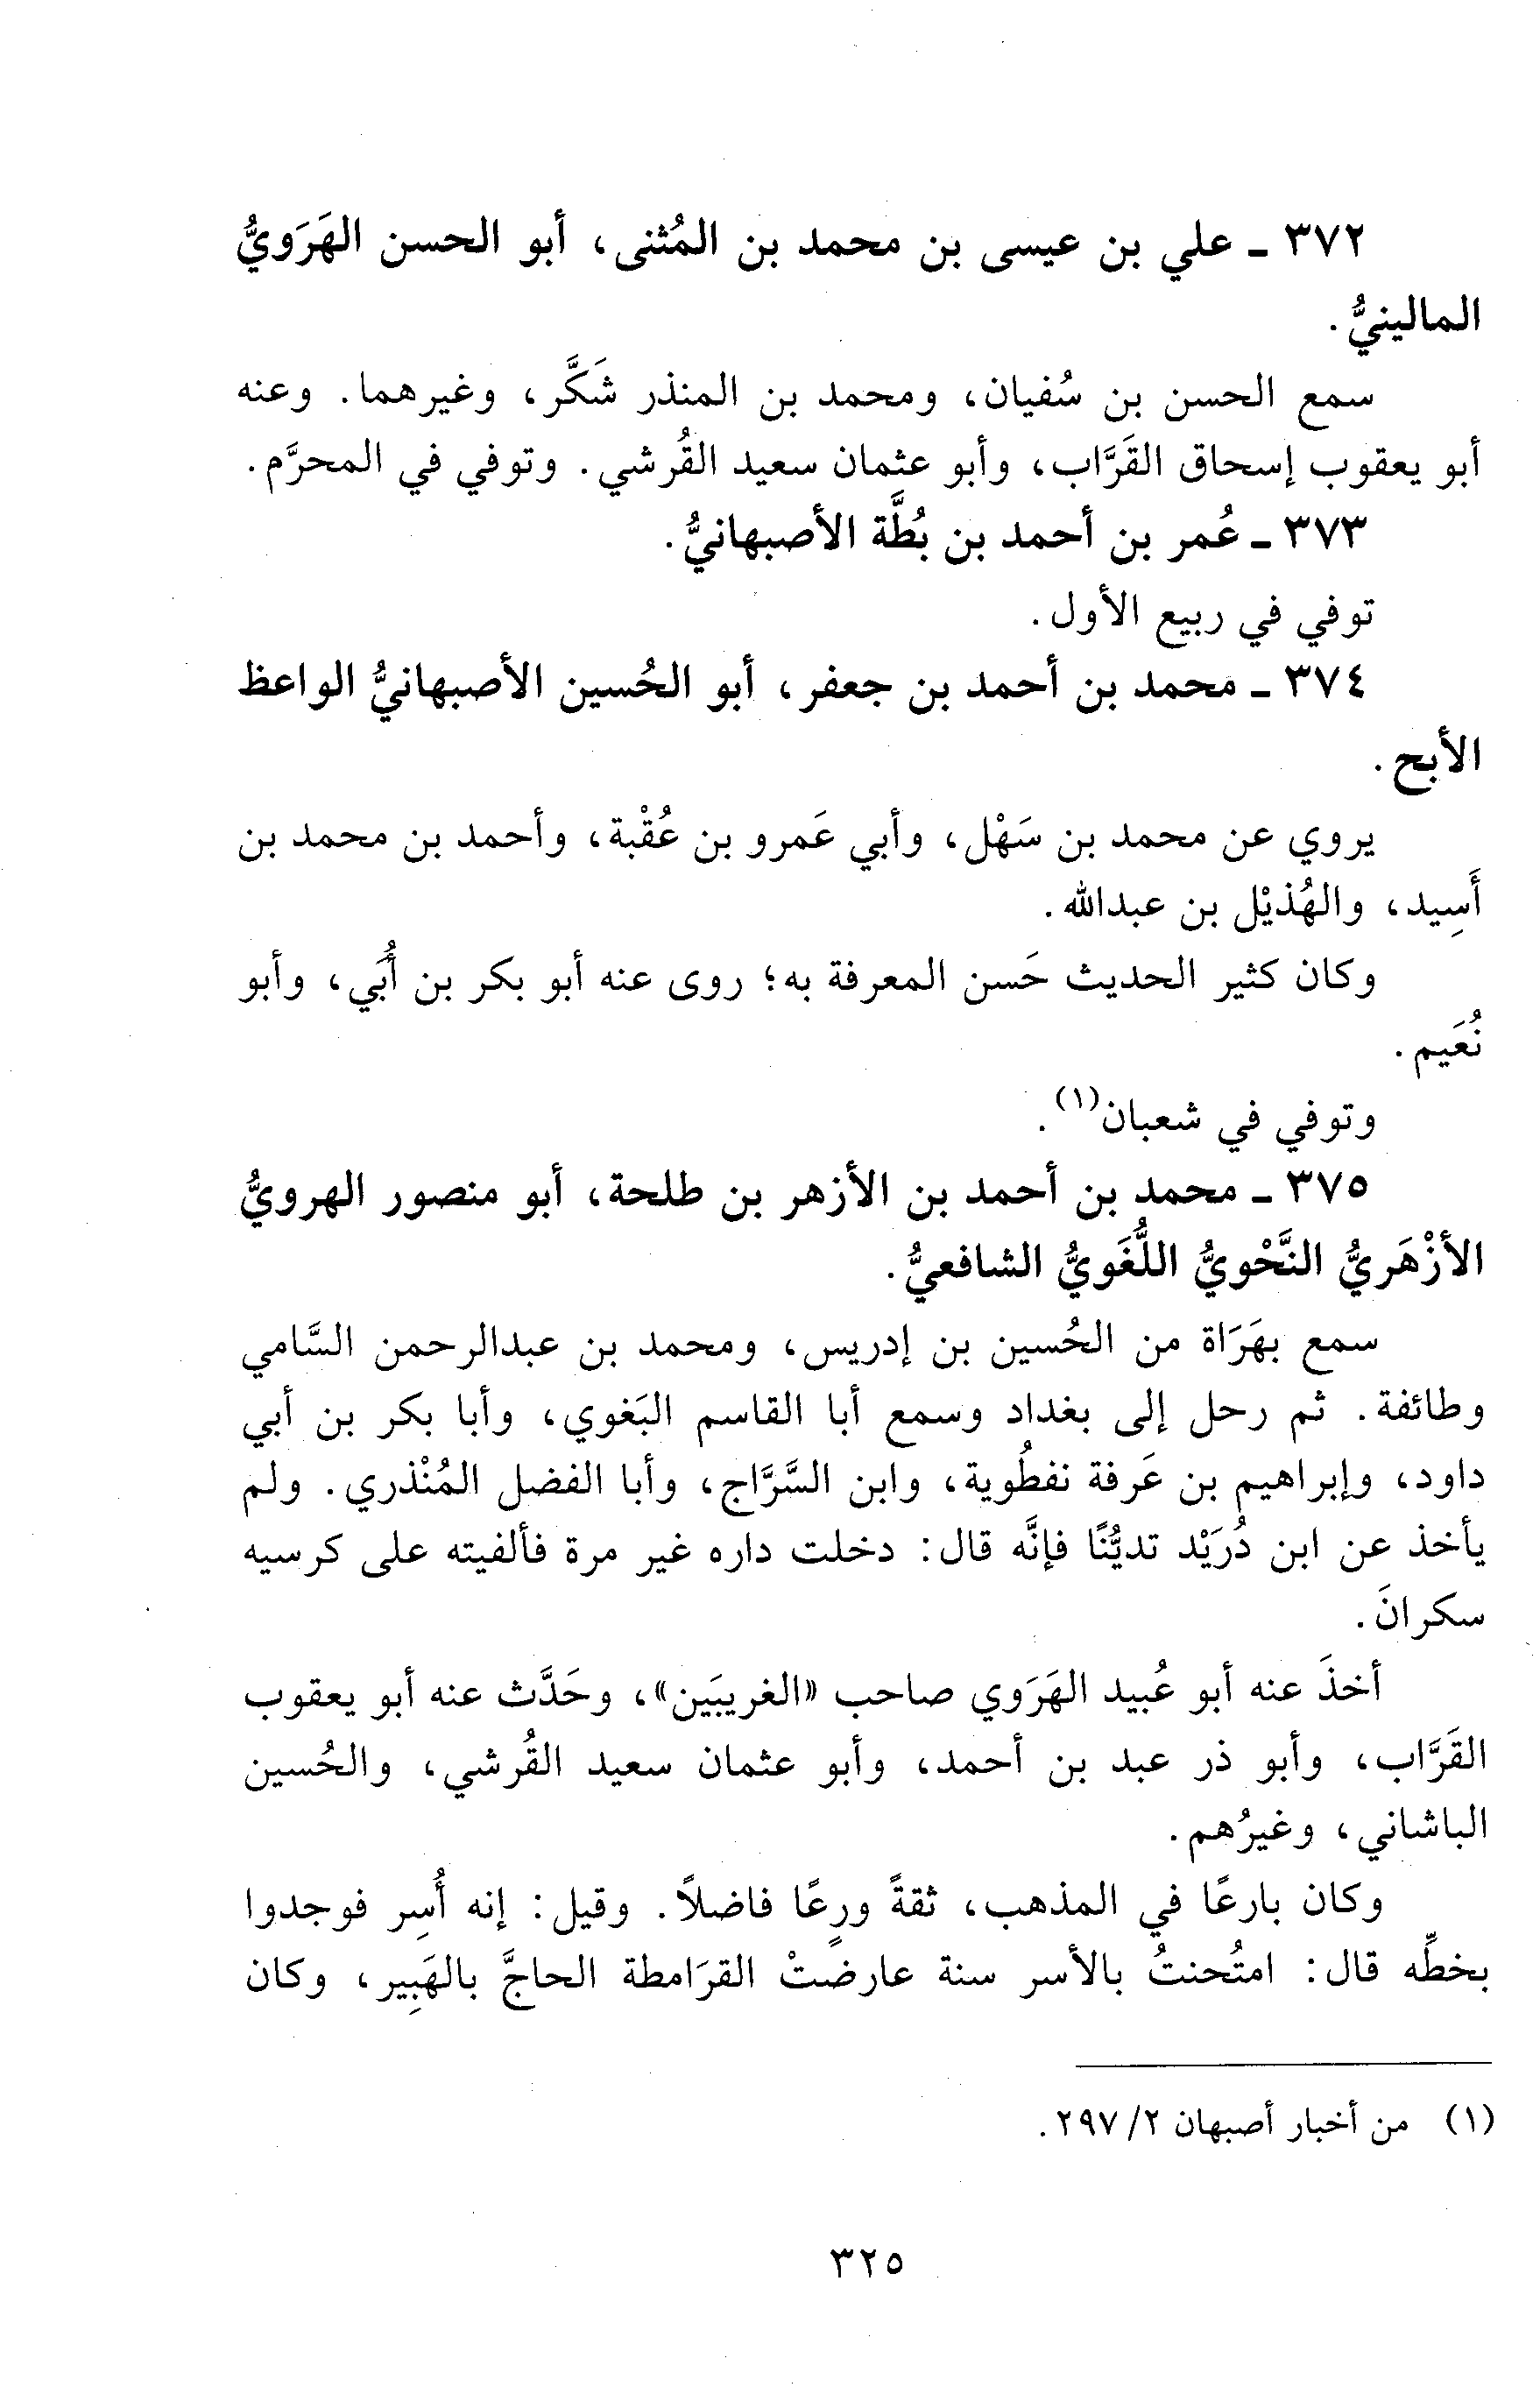 ٣٧٢ ـ علي بن عيسى بن محمد بن المُثنى، أبو الحسن الهَرَويُّ
المالينيُّ.
سمع الحسن بن سُفيان، ومحمد بن المنذر شَكَّر، وغيرهما. وعنه
أبو يعقوب إسحاق القَرَّاب، وأبو عثمان سعيد القُرشي. وتوفي في المحرَّم.
٣٧٣ ـ عُمر بن أحمد بن بُطَّة الأصبهانيُّ.
توفي في ربيع الأول.
٣٧٤ ـ محمد بن أحمد بن جعفر، أبو الحُسين الأصبهانيُّ الواعظ
الأبح.
يروي عن محمد بن سَهْل، وأبي عَمرو بن عُقْبة، وأحمد بن محمد بن
أَسِيد، والهُذيْل بن عبدالله.
وكان كثير الحديث حَسن المعرفة به؛ روى عنه أبو بكر بن أُبَي، وأبو
نُعَيم.
وتوفي في شعبان(١).
٣٧٥ ـ محمد بن أحمد بن الأزهر بن طلحة، أبو منصور الهرويُّ
الأزْهَريُّ النَّحْويُّ اللُّغَويُّ الشافعيُّ.
سمع بهَرَاة من الحُسين بن إدريس، ومحمد بن عبدالرحمن السَّامي
وطائفة. ثم رحل إلى بغداد وسمع أبا القاسم البَغوي، وأبا بكر بن أبي
داود، وإبراهيم بن عَرفة نفطُوية، وابن السَّرَّاج، وأبا الفضل المُنْذري. ولم
يأخذ عن ابن دُرَيْد تديُّنًا فإنَّه قال: دخلت داره غير مرة فألفيته على كرسيه
سكرانَ.
أخذَ عنه أبو عُبيد الهَرَوي صاحب «الغريبَين»، وحَدَّث عنه أبو يعقوب
القَرَّاب، وأبو ذر عبد بن أحمد، وأبو عثمان سعيد القُرشي، والحُسين
الباشاني، وغيرُهم.
وكان بارعًا في المذهب، ثقةً ورِعًا فاضلاً. وقيل: إنه أُسِر فوجدوا
بخطِّه قال: امتُحنتُ بالأسر سنة عارضتْ القرَامطة الحاجَّ بالهَبِير، وكان
(١) من أخبار أصبهان ٢/ ٢٩٧.
٣٢٥